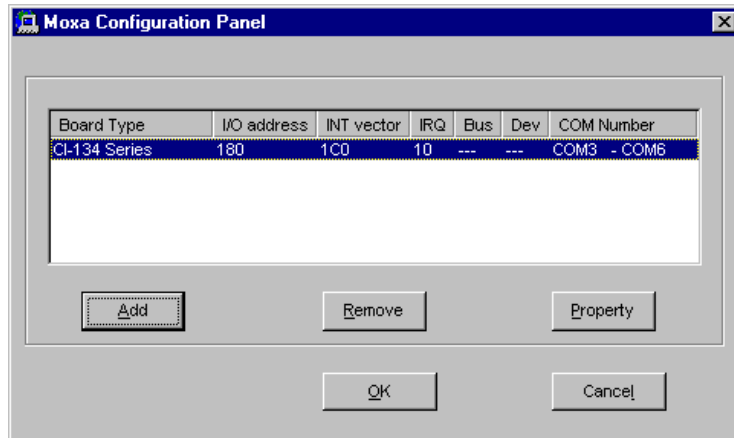 Moxa Configuration Panel
Board Type I/O address INT vector IRQ Bus Dev COM Number
CI-134 Series 180 1C0 10 --- --- COM3 - COM6
Add Remove Property
OK Cancel